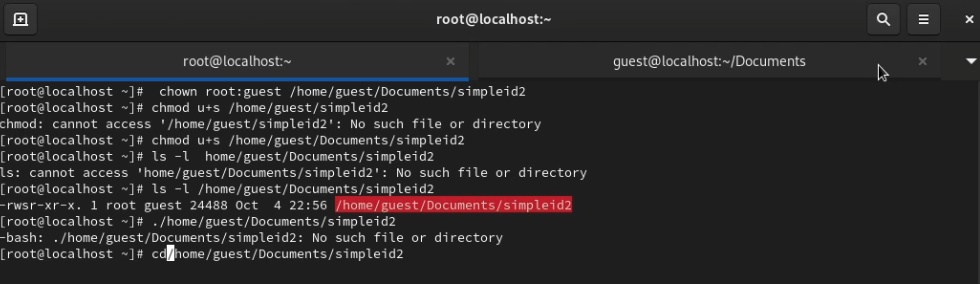 root@localhost:~
root@localhost:~
guest@localhost:~/Documents
[root@localhost ~]#  chown root:guest /home/guest/Documents/simpleid2
[root@localhost ~]# chmod u+s /home/guest/simpleid2
chmod: cannot access '/home/guest/simpleid2': No such file or directory
[root@localhost ~]# chmod u+s /home/guest/Documents/simpleid2
[root@localhost ~]# ls -l  home/guest/Documents/simpleid2
ls: cannot access 'home/guest/Documents/simpleid2': No such file or directory
[root@localhost ~]# ls -l /home/guest/Documents/simpleid2
-rwsr-xr-x. 1 root guest 24488 Oct  4 22:56 /home/guest/Documents/simpleid2
[root@localhost ~]# ./home/guest/Documents/simpleid2
-bash: ./home/guest/Documents/simpleid2: No such file or directory
[root@localhost ~]# cd/home/guest/Documents/simpleid2